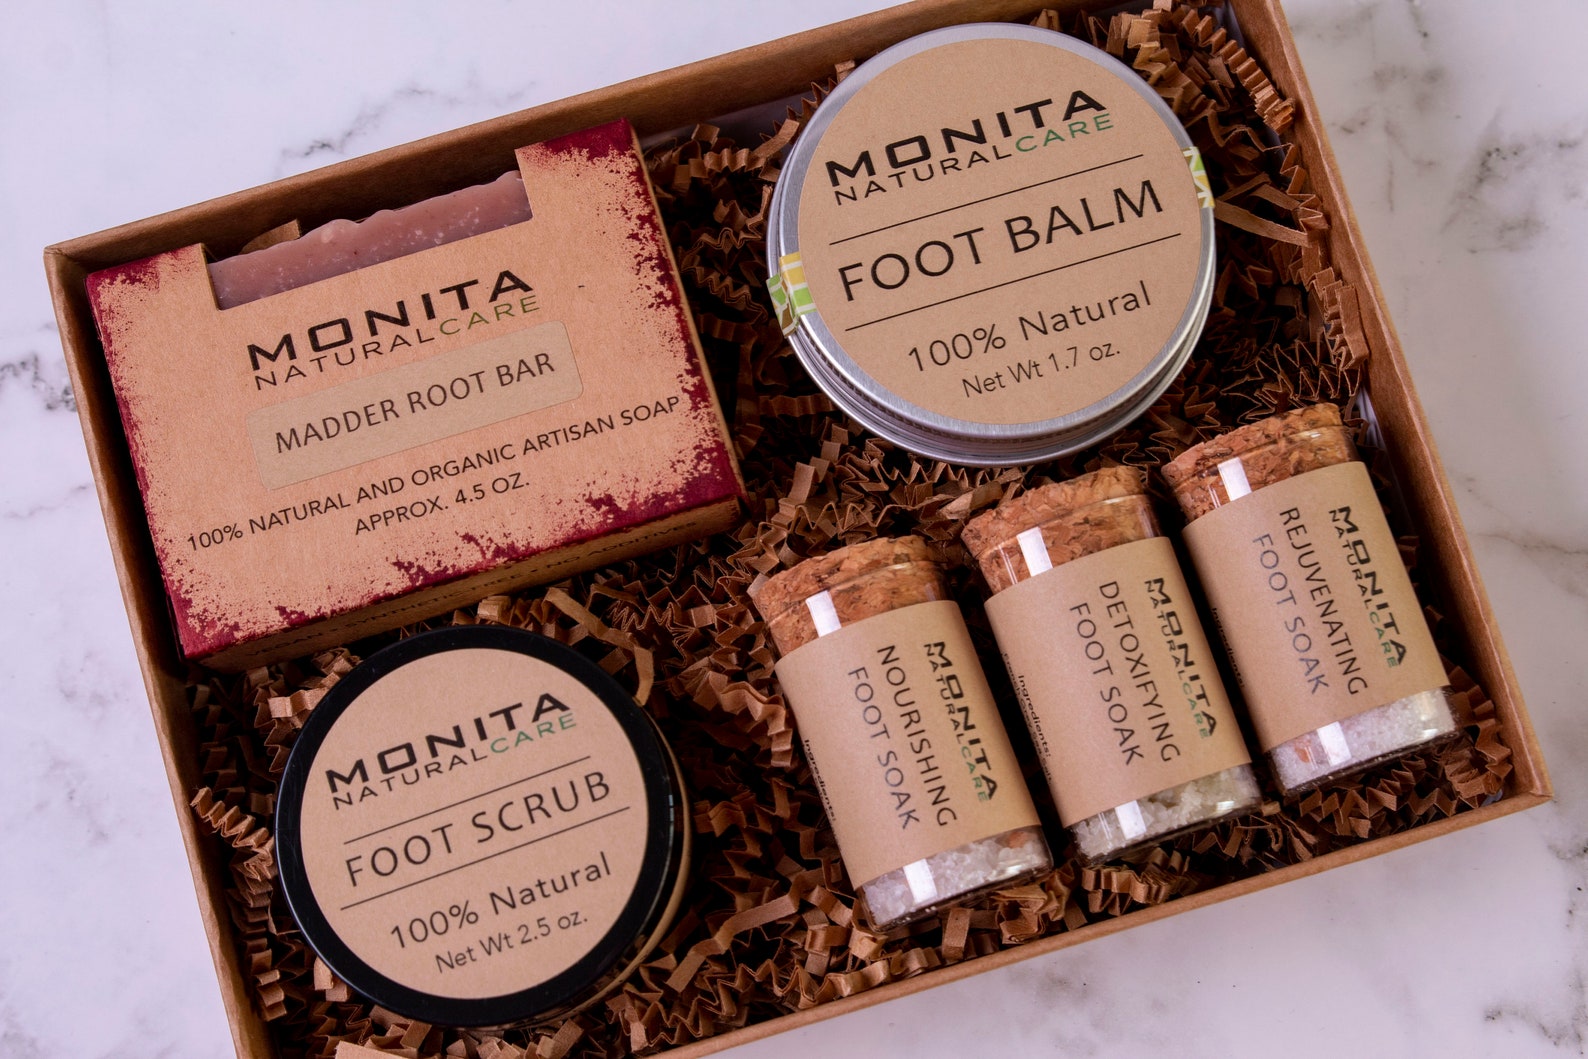 MONITA
NATURALCARE
MADDER ROOT BAR
100% NATURAL AND ORGANIC ARTISAN SOAP
APPROX. 4.5 OZ.
MONITA
NATURALCARE
FOOT BALM
100% Natural
Net Wt 1.7 oz.
MONITA
NATURALCARE
FOOT SCRUB
100% Natural
Net Wt 2.5 oz.
MONITA
NATURALCARE
NOURISHING
FOOT SOAK
Ingredients:
MONITA
NATURALCARE
DETOXIFYING
FOOT SOAK
Ingredients:
MONITA
NATURALCARE
REJUVENATING
FOOT SOAK